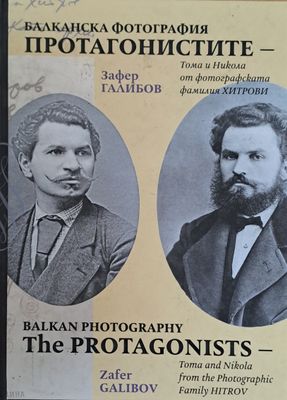 БАЛКАНСКА ФОТОГРАФИЯ
ПРОТАГОНИСТИТЕ –
Зафер
ГАЛИБОВ
Тома и Никола
от фотографската
фамилия ХИТРОВИ
BALKAN PHOTOGRAPHY
The PROTAGONISTS –
Zafer
GALIBOV
Toma and Nikola
from the Photographic
Family HITROV